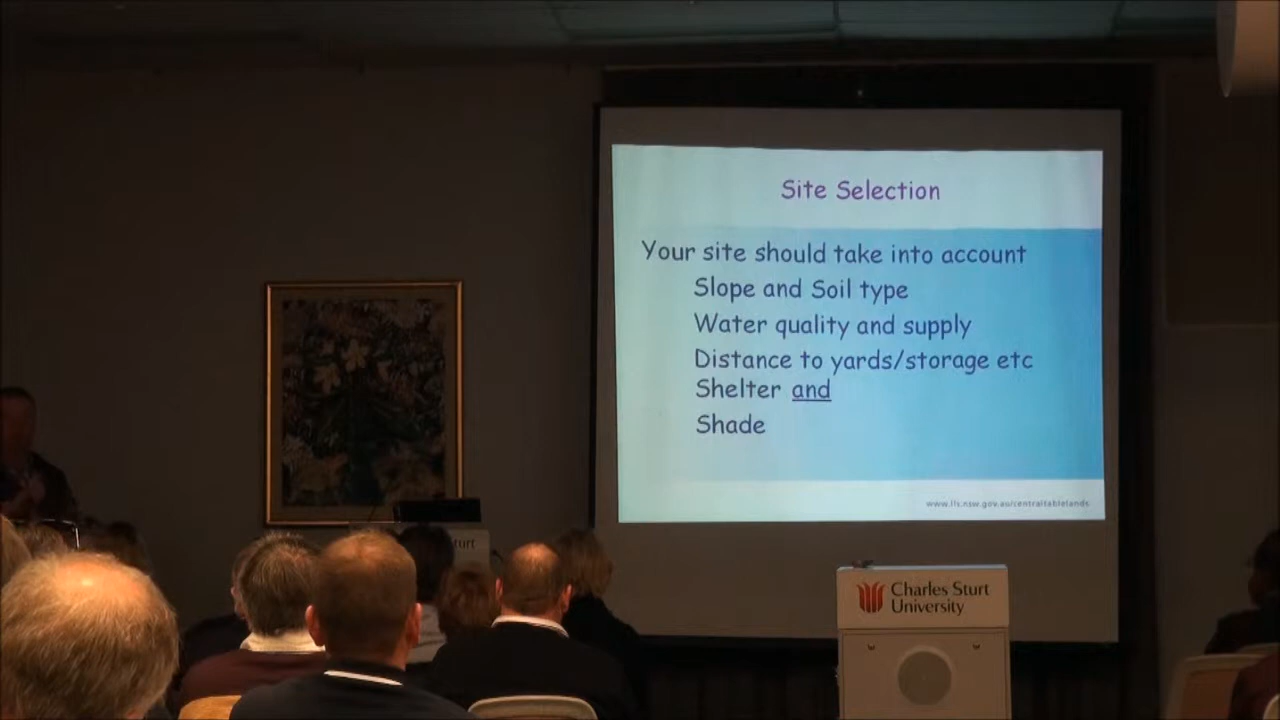 Site Selection
Your site should take into account
Slope and Soil type
Water quality and supply
Distance to yards/storage etc
Shelter and
Shade
www.lls.nsw.gov.au/centraltablelands
turt
Charles Sturt
University